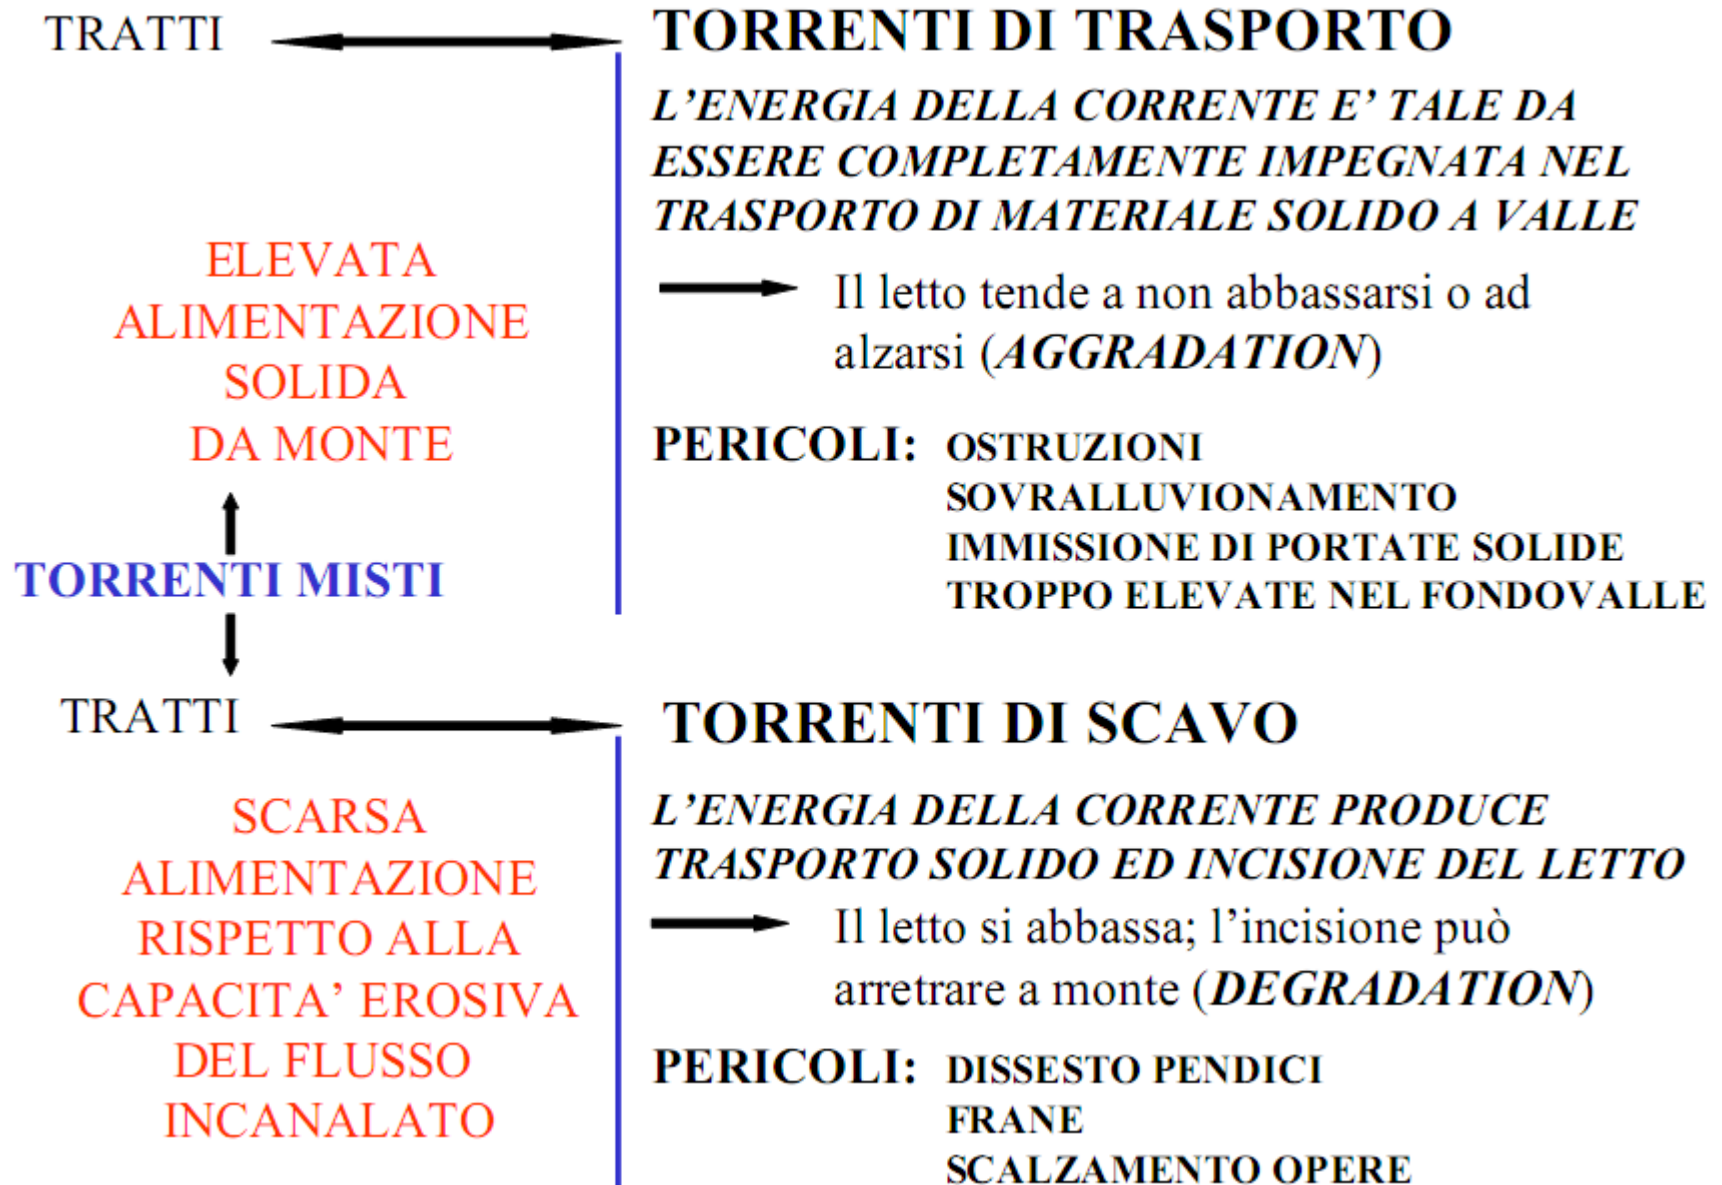 TRATTI
TORRENTI DI TRASPORTO
L’ENERGIA DELLA CORRENTE E’ TALE DA
ESSERE COMPLETAMENTE IMPEGNATA NEL
TRASPORTO DI MATERIALE SOLIDO A VALLE
ELEVATA
ALIMENTAZIONE
SOLIDA
DA MONTE
Il letto tende a non abbassarsi o ad
alzarsi (AGGRADATION)
PERICOLI: OSTRUZIONI
SOVRALLUVIONAMENTO
IMMISSIONE DI PORTATE SOLIDE
TROPPO ELEVATE NEL FONDOVALLE
TORRENTI MISTI
TRATTI
TORRENTI DI SCAVO
SCARSA
ALIMENTAZIONE
RISPETTO ALLA
CAPACITA’ EROSIVA
DEL FLUSSO
INCANALATO
L’ENERGIA DELLA CORRENTE PRODUCE
TRASPORTO SOLIDO ED INCISIONE DEL LETTO
Il letto si abbassa; l’incisione può
arretrare a monte (DEGRADATION)
PERICOLI: DISSESTO PENDICI
FRANE
SCALZAMENTO OPERE